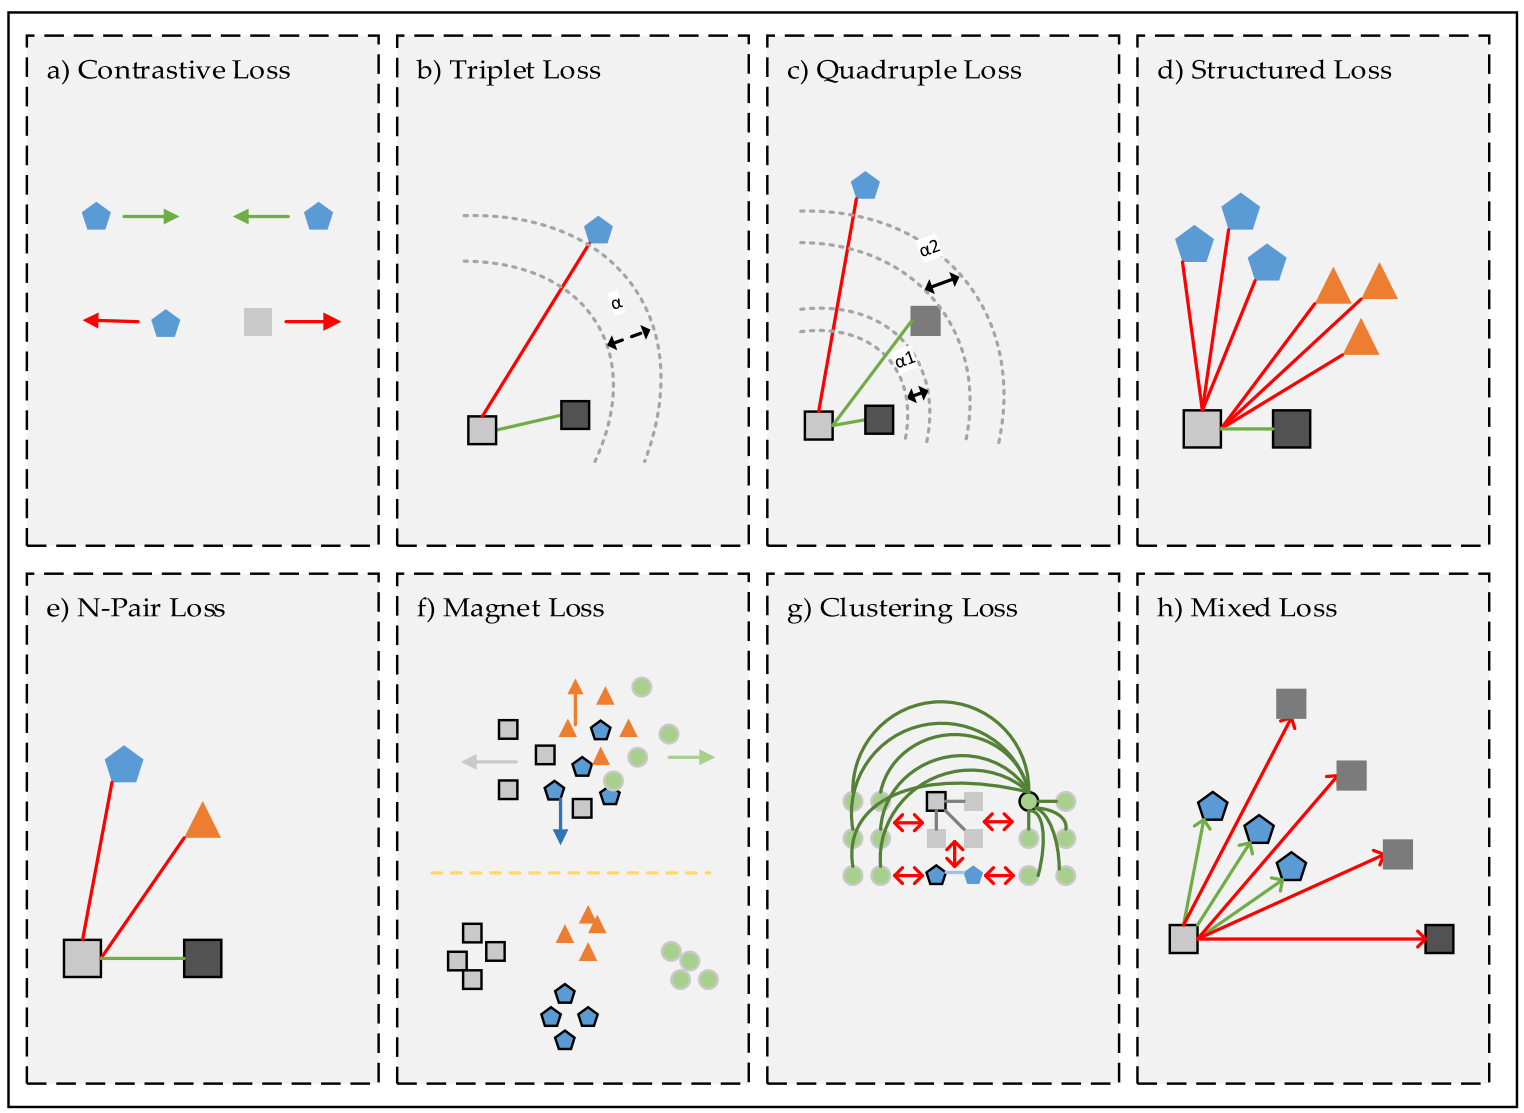 a) Contrastive Loss
b) Triplet Loss
c) Quadruple Loss
d) Structured Loss
α
α2
α1
e) N-Pair Loss
f) Magnet Loss
g) Clustering Loss
h) Mixed Loss